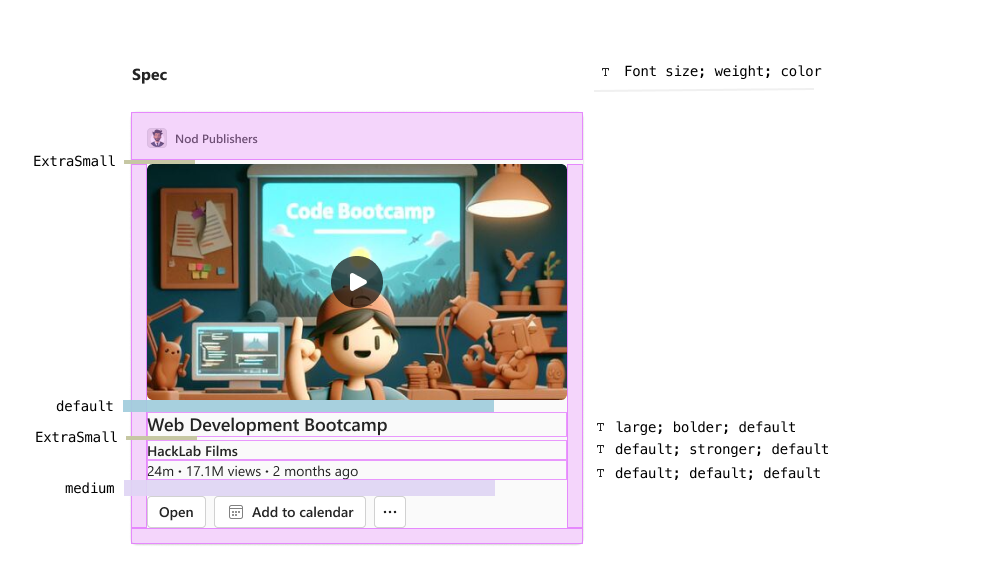 Spec
T Font size; weight; color
Nod Publishers
ExtraSmall
Code Bootcamp
default
Web Development Bootcamp
T large; bolder; default
ExtraSmall
HackLab Films
T default; stronger; default
24m • 17.1M views • 2 months ago
T default; default; default
medium
Open
Add to calendar
...